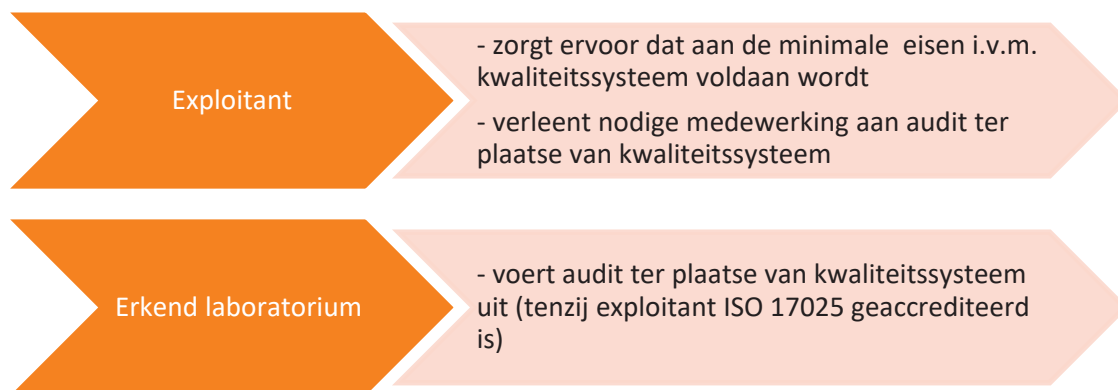 Exploitant
- zorgt ervoor dat aan de minimale eisen i.v.m.
kwaliteitssysteem voldaan wordt
- verleent nodige medewerking aan audit ter
plaatse van kwaliteitssysteem
Erkend laboratorium
- voert audit ter plaatse van kwaliteitssysteem
uit (tenzij exploitant ISO 17025 geaccrediteerd
is)